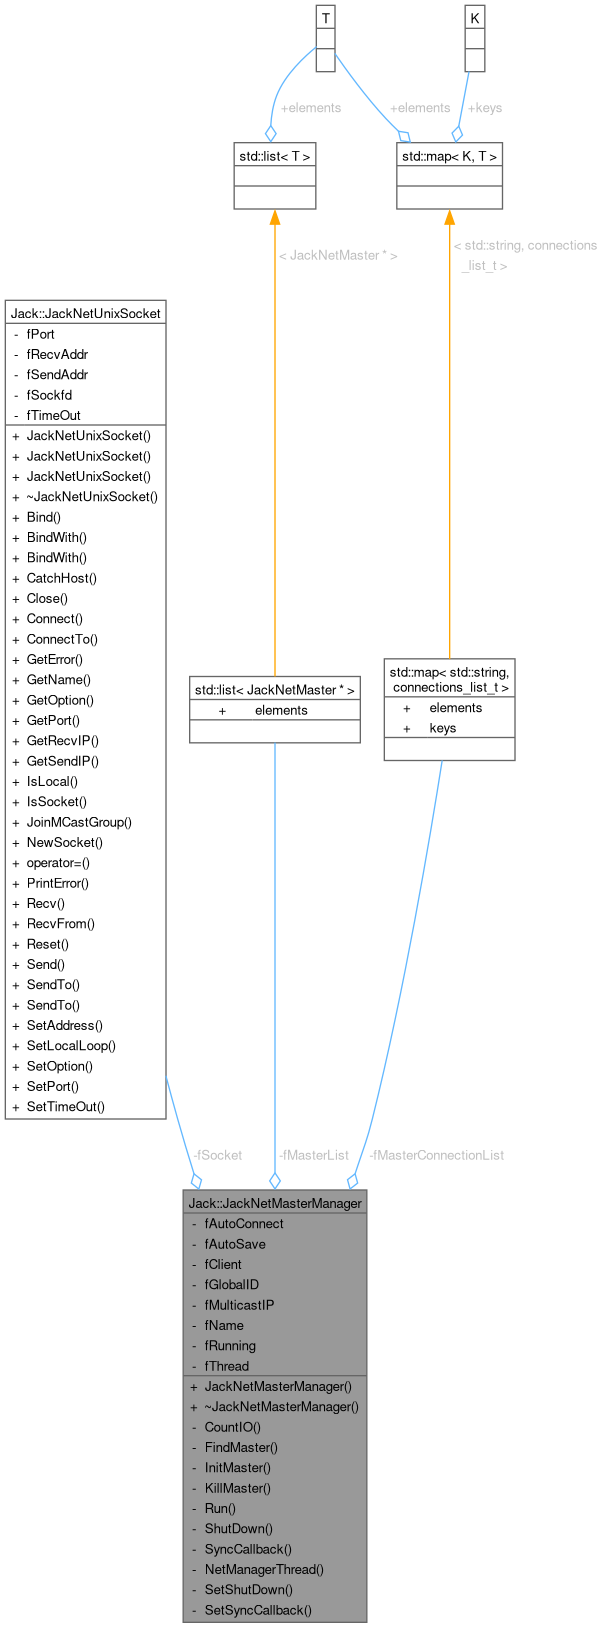 T
K
+elements
+elements
+keys
std::list< T >
std::map< K, T >
< JackNetMaster * >
< std::string, connections
_list_t >
Jack::JackNetUnixSocket
- fPort
- fRecvAddr
- fSendAddr
- fSockfd
- fTimeOut
+ JackNetUnixSocket()
+ JackNetUnixSocket()
+ JackNetUnixSocket()
+ ~JackNetUnixSocket()
+ Bind()
+ BindWith()
+ BindWith()
+ CatchHost()
+ Close()
+ Connect()
+ ConnectTo()
+ GetError()
+ GetName()
+ GetOption()
+ GetPort()
+ GetRecvIP()
+ GetSendIP()
+ IsLocal()
+ IsSocket()
+ JoinMCastGroup()
+ NewSocket()
+ operator=()
+ PrintError()
+ Recv()
+ RecvFrom()
+ Reset()
+ Send()
+ SendTo()
+ SendTo()
+ SetAddress()
+ SetLocalLoop()
+ SetOption()
+ SetPort()
+ SetTimeOut()
std::list< JackNetMaster * >
+ elements
std::map< std::string,
connections_list_t >
+ elements
+ keys
-fSocket
-fMasterList
-fMasterConnectionList
Jack::JackNetMasterManager
- fAutoConnect
- fAutoSave
- fClient
- fGlobalID
- fMulticastIP
- fName
- fRunning
- fThread
+ JackNetMasterManager()
+ ~JackNetMasterManager()
- CountIO()
- FindMaster()
- InitMaster()
- KillMaster()
- Run()
- ShutDown()
- SyncCallback()
- NetManagerThread()
- SetShutDown()
- SetSyncCallback()